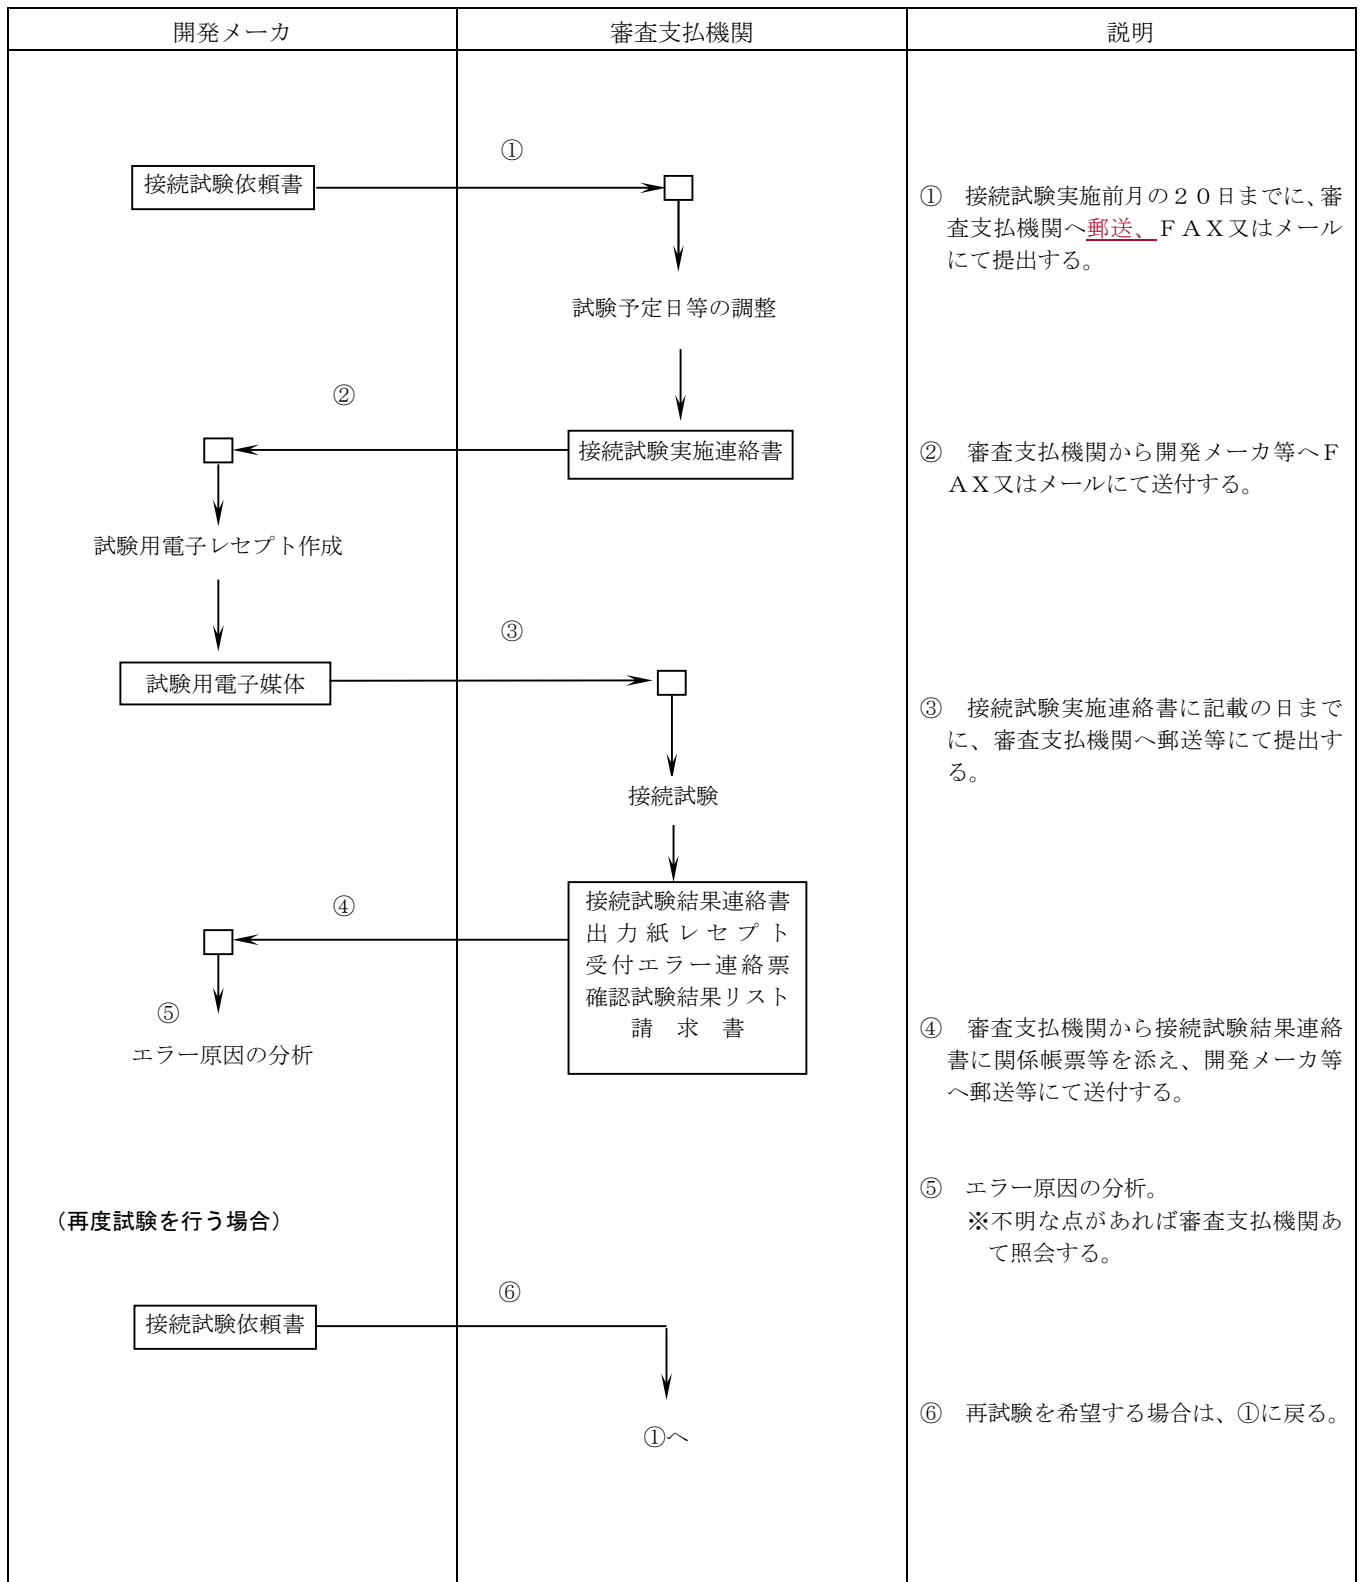 開発メーカ
審査支払機関
説明
①
接続試験依頼書
① 接続試験実施前月の２０日までに、審
査支払機関へ郵送、ＦＡＸ又はメール
にて提出する。
試験予定日等の調整
②
接続試験実施連絡書
② 審査支払機関から開発メーカ等へＦ
ＡＸ又はメールにて送付する。
試験用電子レセプト作成
③
試験用電子媒体
③ 接続試験実施連絡書に記載の日まで
に、審査支払機関へ郵送等にて提出す
る。
接続試験
④
接続試験結果連絡書
出力紙レセプト
受付エラー連絡票
確認試験結果リスト
請　求　書
⑤
エラー原因の分析
④ 審査支払機関から接続試験結果連絡
書に関係帳票等を添え、開発メーカ等
へ郵送等にて送付する。
⑤ エラー原因の分析。
※不明な点があれば審査支払機関あ
て照会する。
（再度試験を行う場合）
⑥
接続試験依頼書
①へ
⑥ 再試験を希望する場合は、①に戻る。